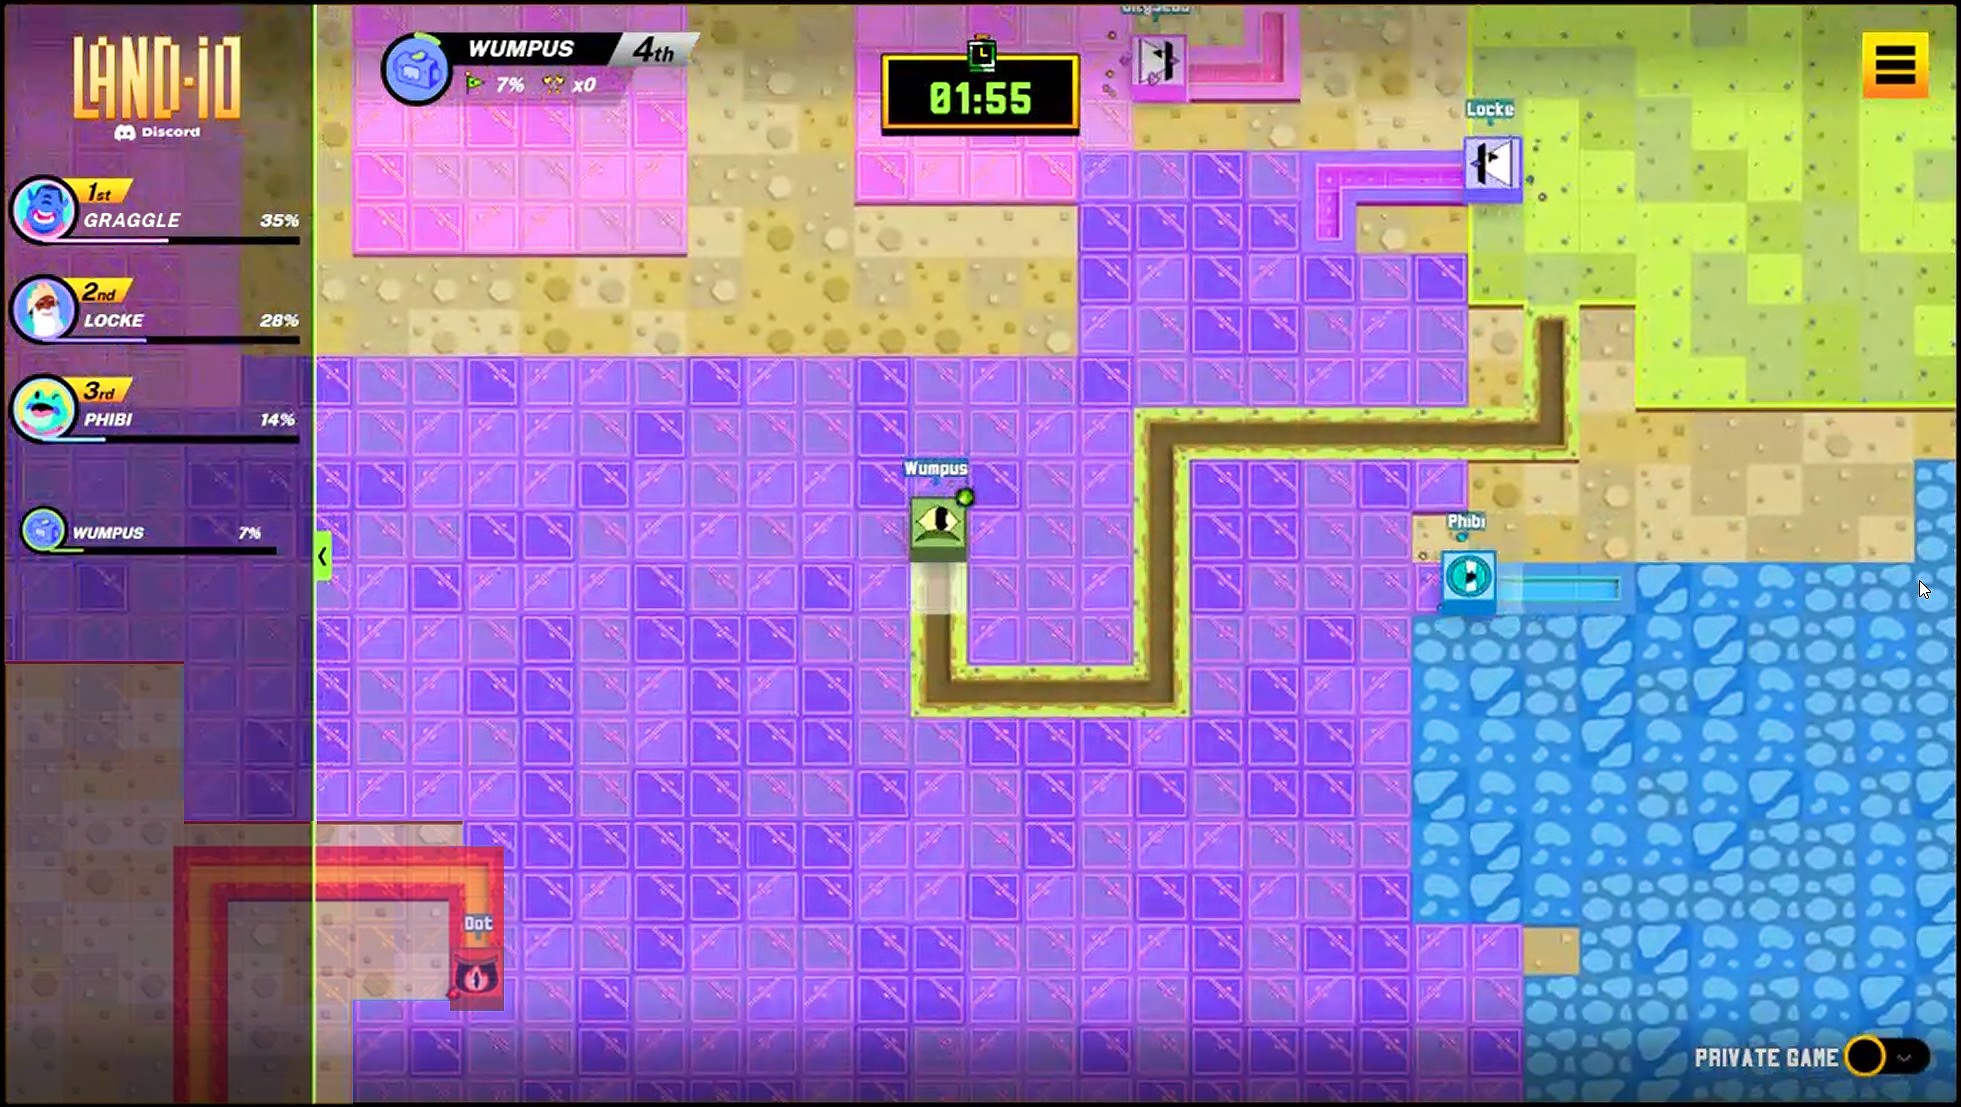 LAND·iO
Discord
1st
GRAGGLE 35%
2nd
LOCKE 28%
3rd
PHIBI 14%
WUMPUS 7%
WUMPUS 4th
7% x0
01:55
Locke
Wumpus
Phibi
Dot
PRIVATE GAME